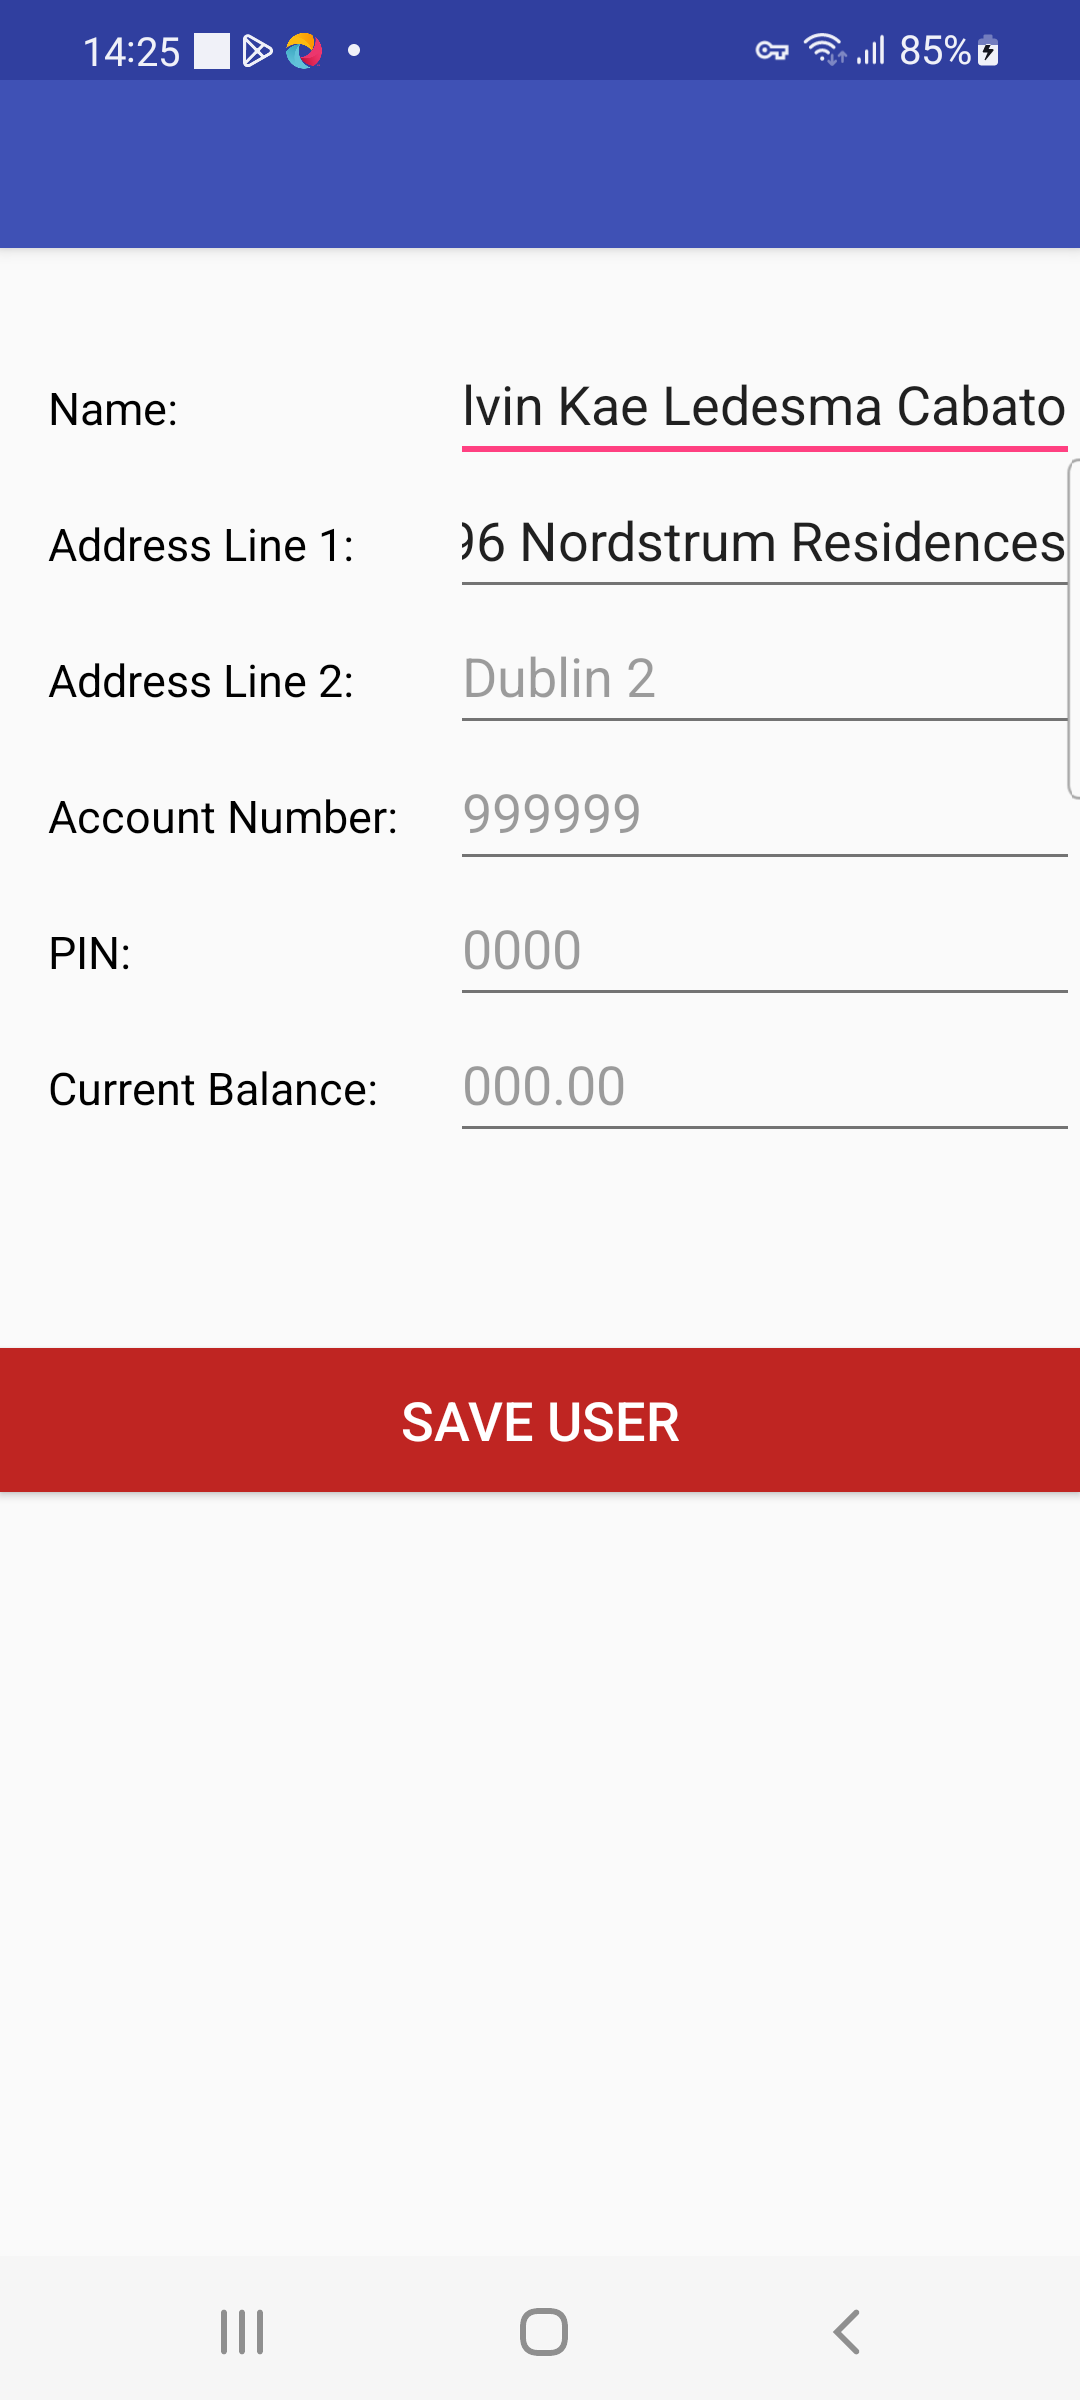 14:25 85%
Name: lvin Kae Ledesma Cabato
Address Line 1: 96 Nordstrum Residences
Address Line 2: Dublin 2
Account Number: 999999
PIN: 0000
Current Balance: 000.00
SAVE USER